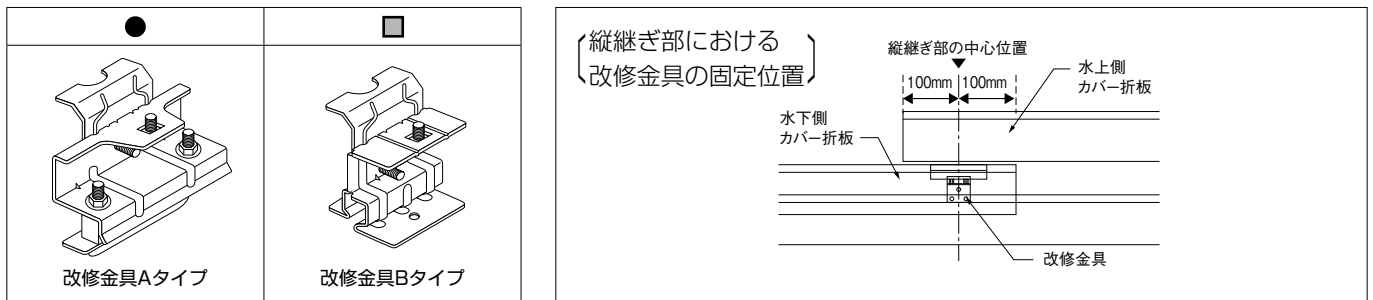 改修金具Aタイプ
改修金具Bタイプ
縦継ぎ部における
改修金具の固定位置
縦継ぎ部の中心位置
100mm
100mm
水上側
カバー折板
水下側
カバー折板
改修金具